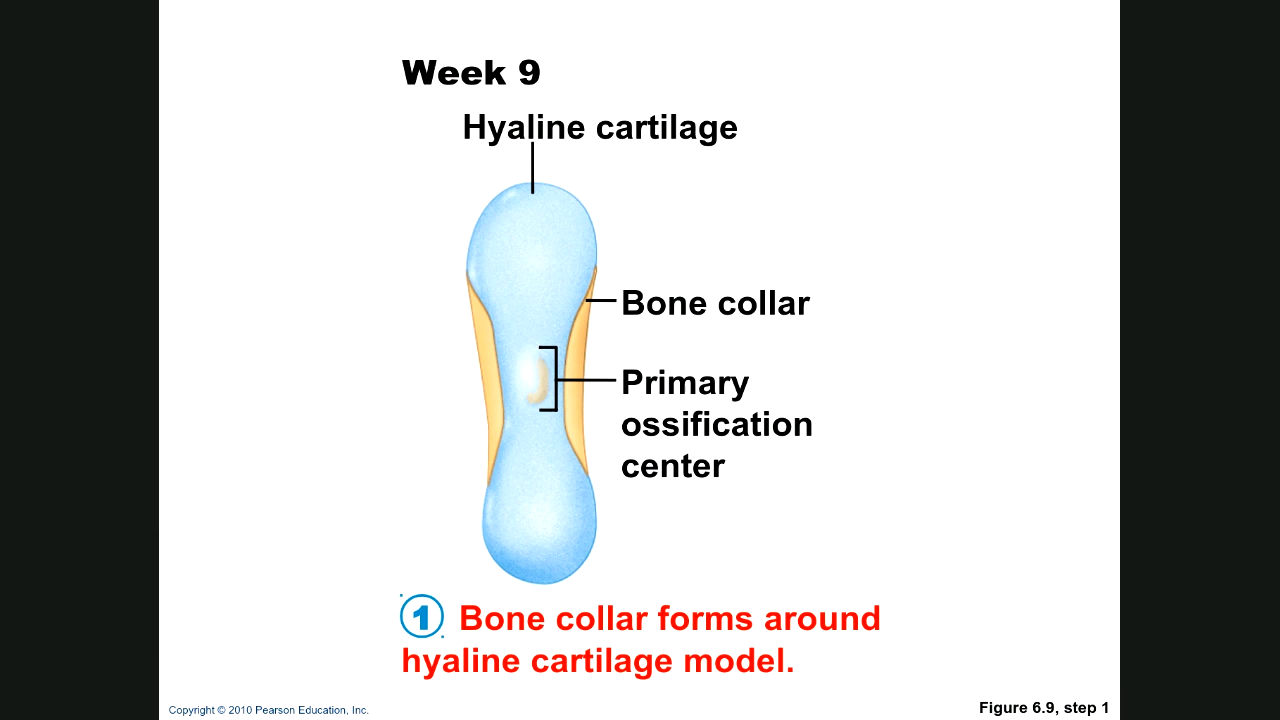 Week 9
Hyaline cartilage
Bone collar
Primary
ossification
center
1 Bone collar forms around
hyaline cartilage model.
Copyright © 2010 Pearson Education, Inc.
Figure 6.9, step 1